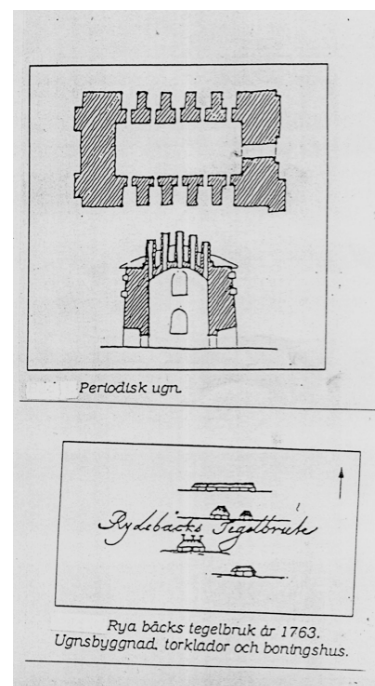 Periodisk ugn.
Rydebäcks Tegelbruk
Rya bäcks tegelbruk år 1763.
Ugnsbyggnad, torklador och boningshus.